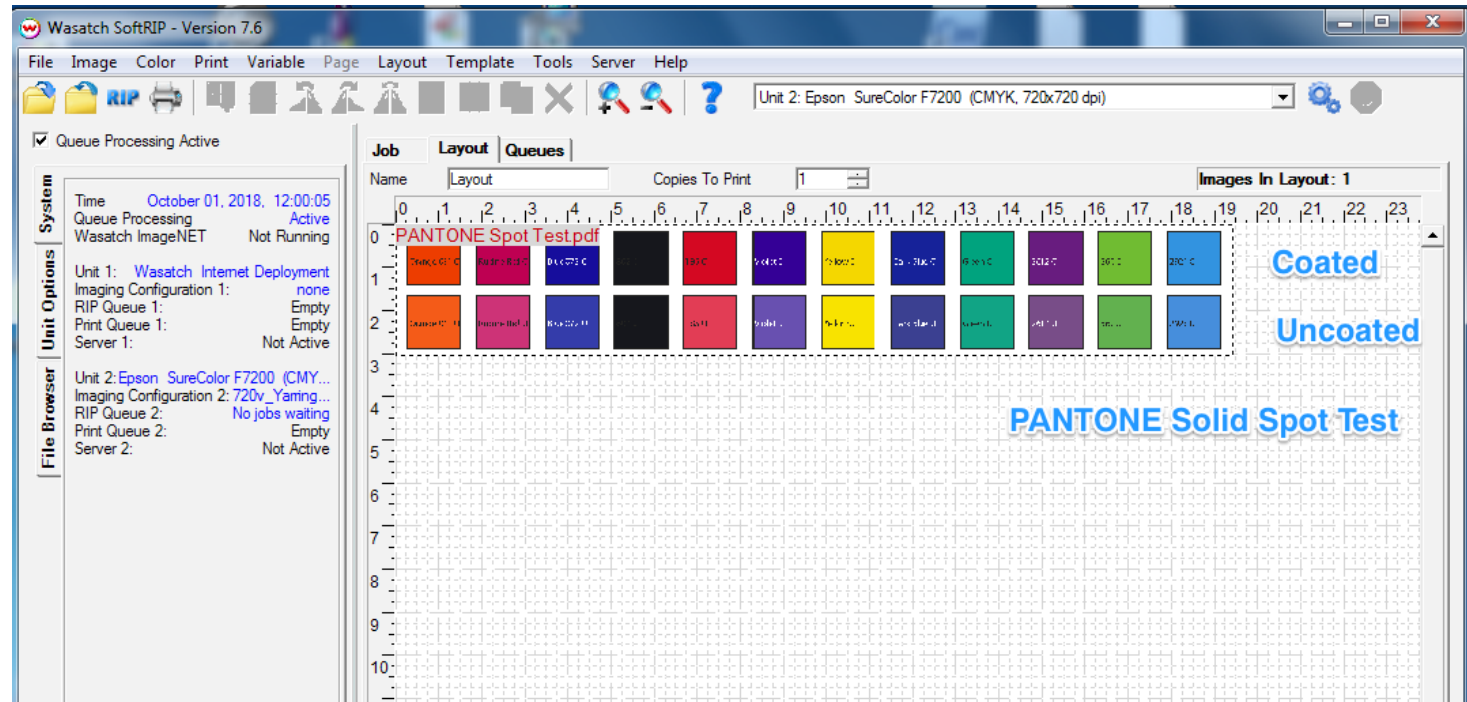 Wasatch SoftRIP - Version 7.6
File Image Color Print Variable Page Layout Template Tools Server Help
RIP
Unit 2: Epson SureColor F7200 (CMYK, 720x720 dpi)
Queue Processing Active
Job Layout Queues
Name Layout Copies To Print 1 Images In Layout: 1
System
Unit Options
File Browser
Time October 01, 2018, 12:00:05
Queue Processing Active
Wasatch ImageNET Not Running
Unit 1: Wasatch Internet Deployment
Imaging Configuration 1: none
RIP Queue 1: Empty
Print Queue 1: Empty
Server 1: Not Active
Unit 2: Epson SureColor F7200 (CMY...
Imaging Configuration 2: 720v_Yarring...
RIP Queue 2: No jobs waiting
Print Queue 2: Empty
Server 2: Not Active
0 1 2 3 4 5 6 7 8 9 10 11 12 13 14 15 16 17 18 19 20 21 22 23
0
1
2
3
4
5
6
7
8
9
10
PANTONE Spot Test.pdf
Coated
Uncoated
PANTONE Solid Spot Test